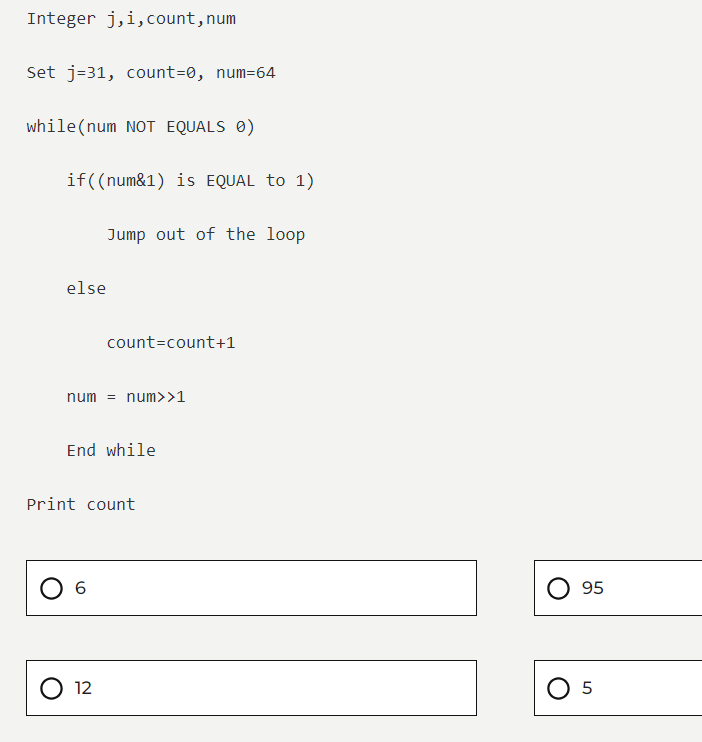 Integer j,i,count,num
Set j=31, count=0, num=64
while(num NOT EQUALS 0)
if((num&1) is EQUAL to 1)
Jump out of the loop
else
count=count+1
num = num>>1
End while
Print count
6
95
12
5